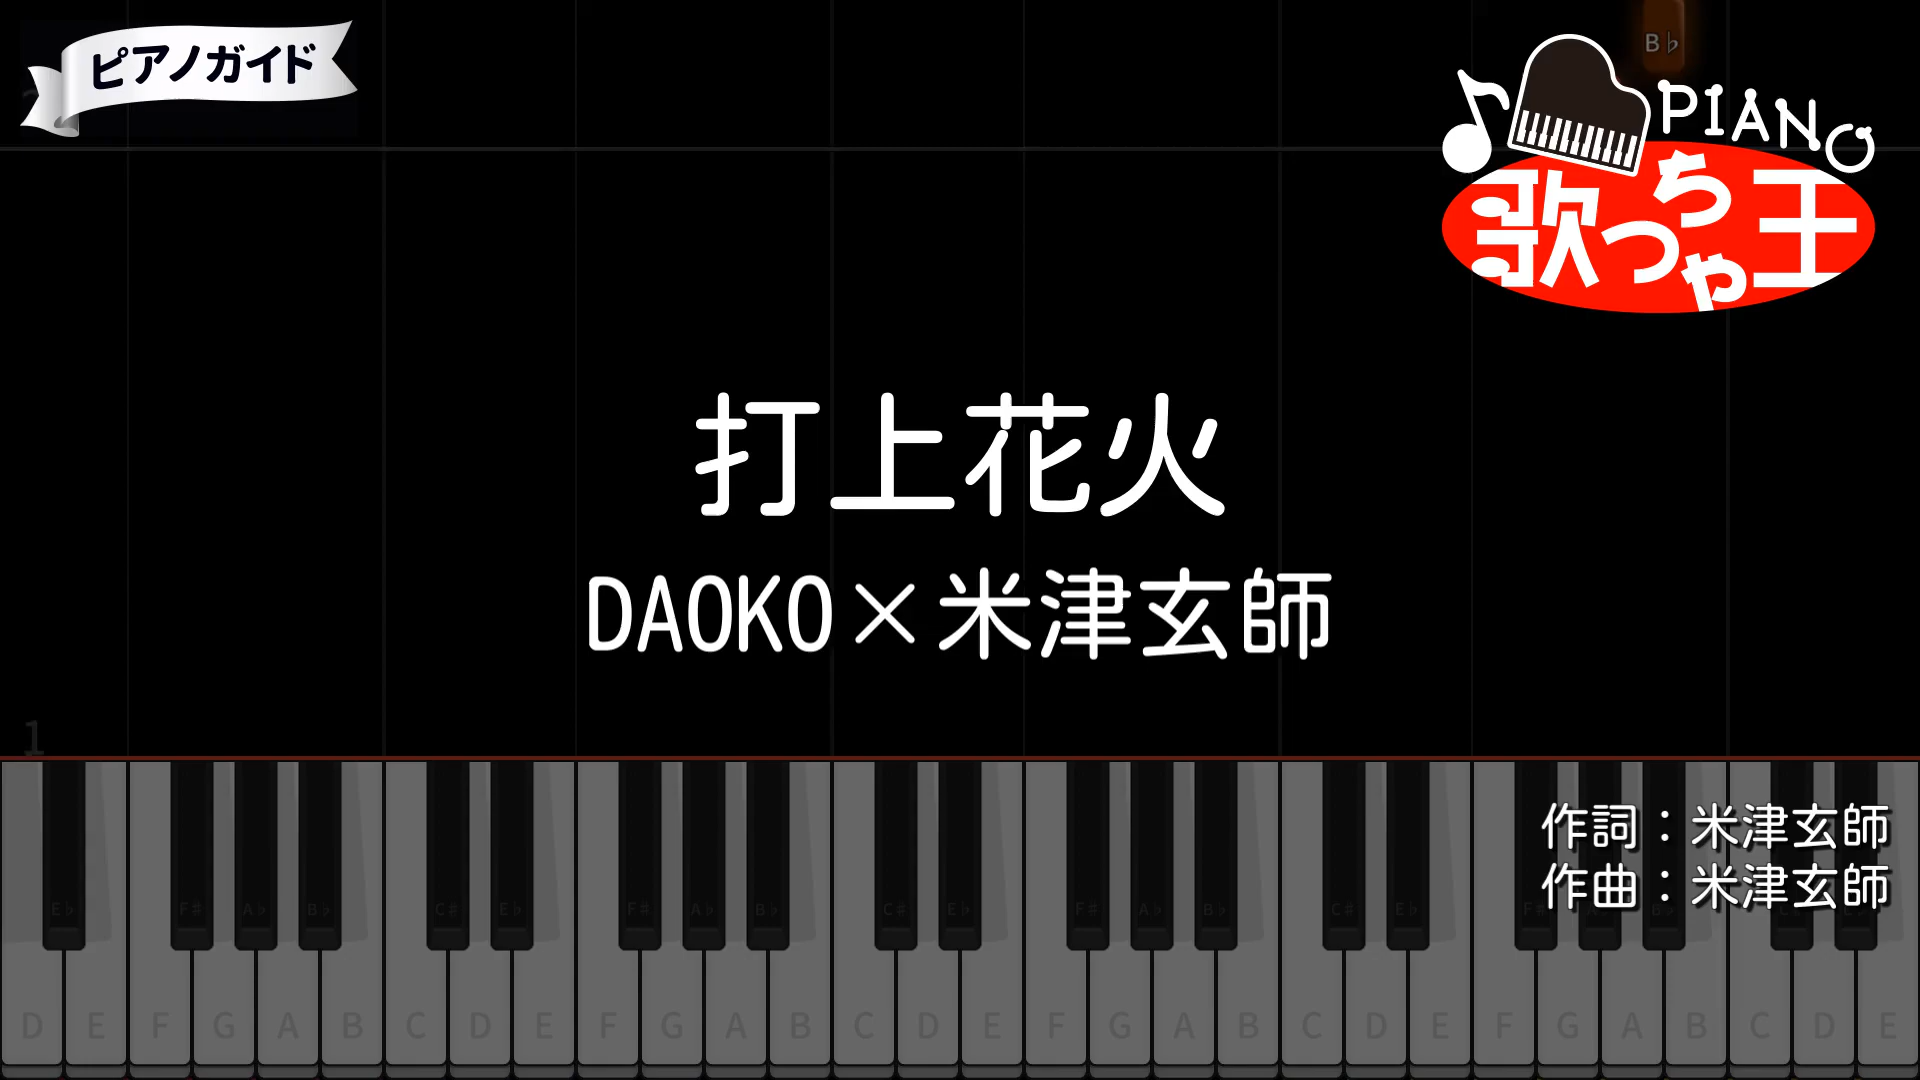 ピアノガイド
B♭
PIANO
歌っちゃ王
打上花火
DAOKO×米津玄師
1
作詞：米津玄師
作曲：米津玄師
E♭ F# A♭ B♭ C# E♭ F# A♭ B♭ C# E♭ F# A♭ B♭ C# E♭ F# A♭ B♭
D E F G A B C D E F G A B C D E F G A B C D E F G A B C D E